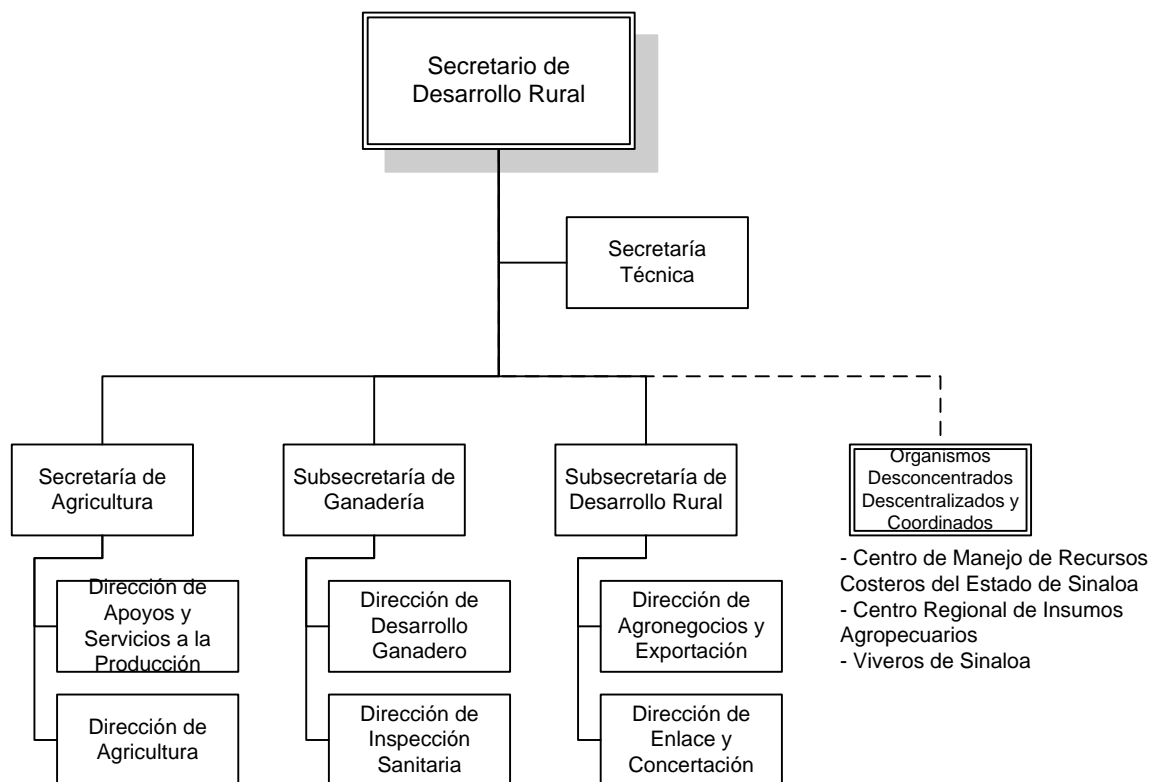 Secretario de
Desarrollo Rural
Secretaría
Técnica
Secretaría de
Agricultura
Subsecretaría de
Ganadería
Subsecretaría de
Desarrollo Rural
Organismos
Desconcentrados
Descentralizados y
Coordinados
- Centro de Manejo de Recursos
Costeros del Estado de Sinaloa
- Centro Regional de Insumos
Agropecuarios
- Viveros de Sinaloa
Dirección de
Apoyos y
Servicios a la
Producción
Dirección de
Desarrollo
Ganadero
Dirección de
Agronegocios y
Exportación
Dirección de
Agricultura
Dirección de
Inspección
Sanitaria
Dirección de
Enlace y
Concertación